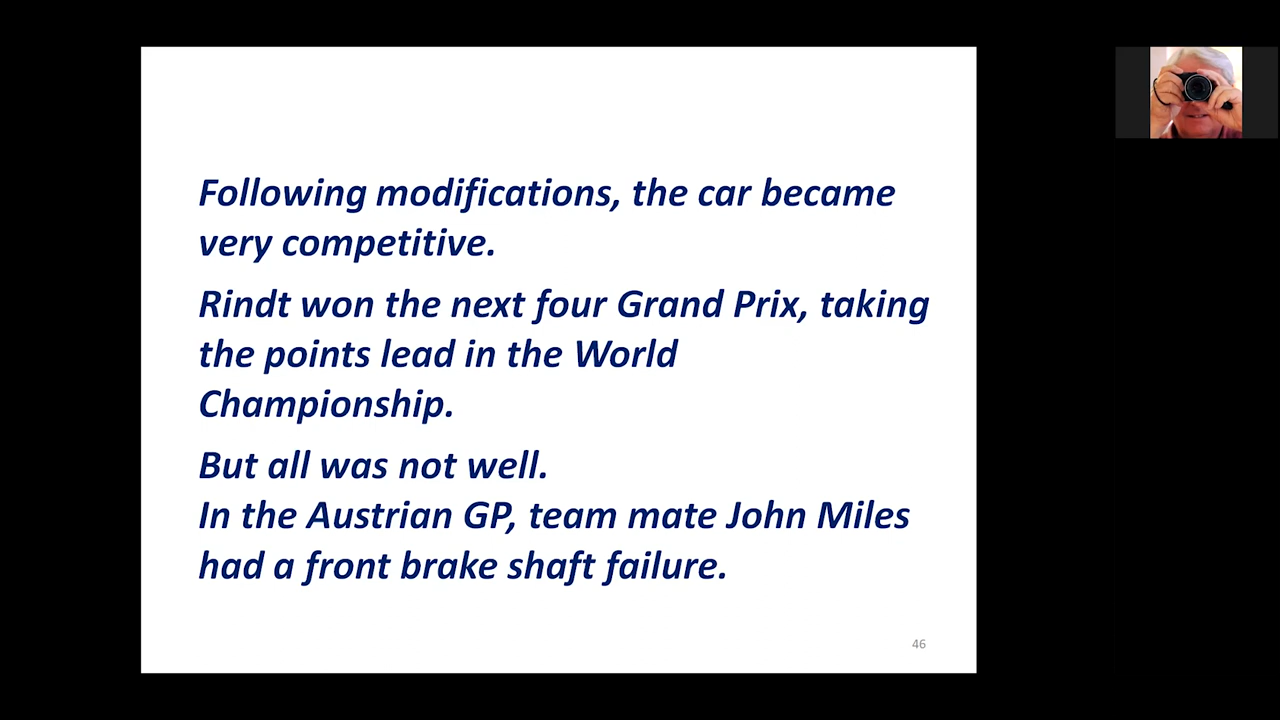 Following modifications, the car became
very competitive.
Rindt won the next four Grand Prix, taking
the points lead in the World
Championship.
But all was not well.
In the Austrian GP, team mate John Miles
had a front brake shaft failure.
46